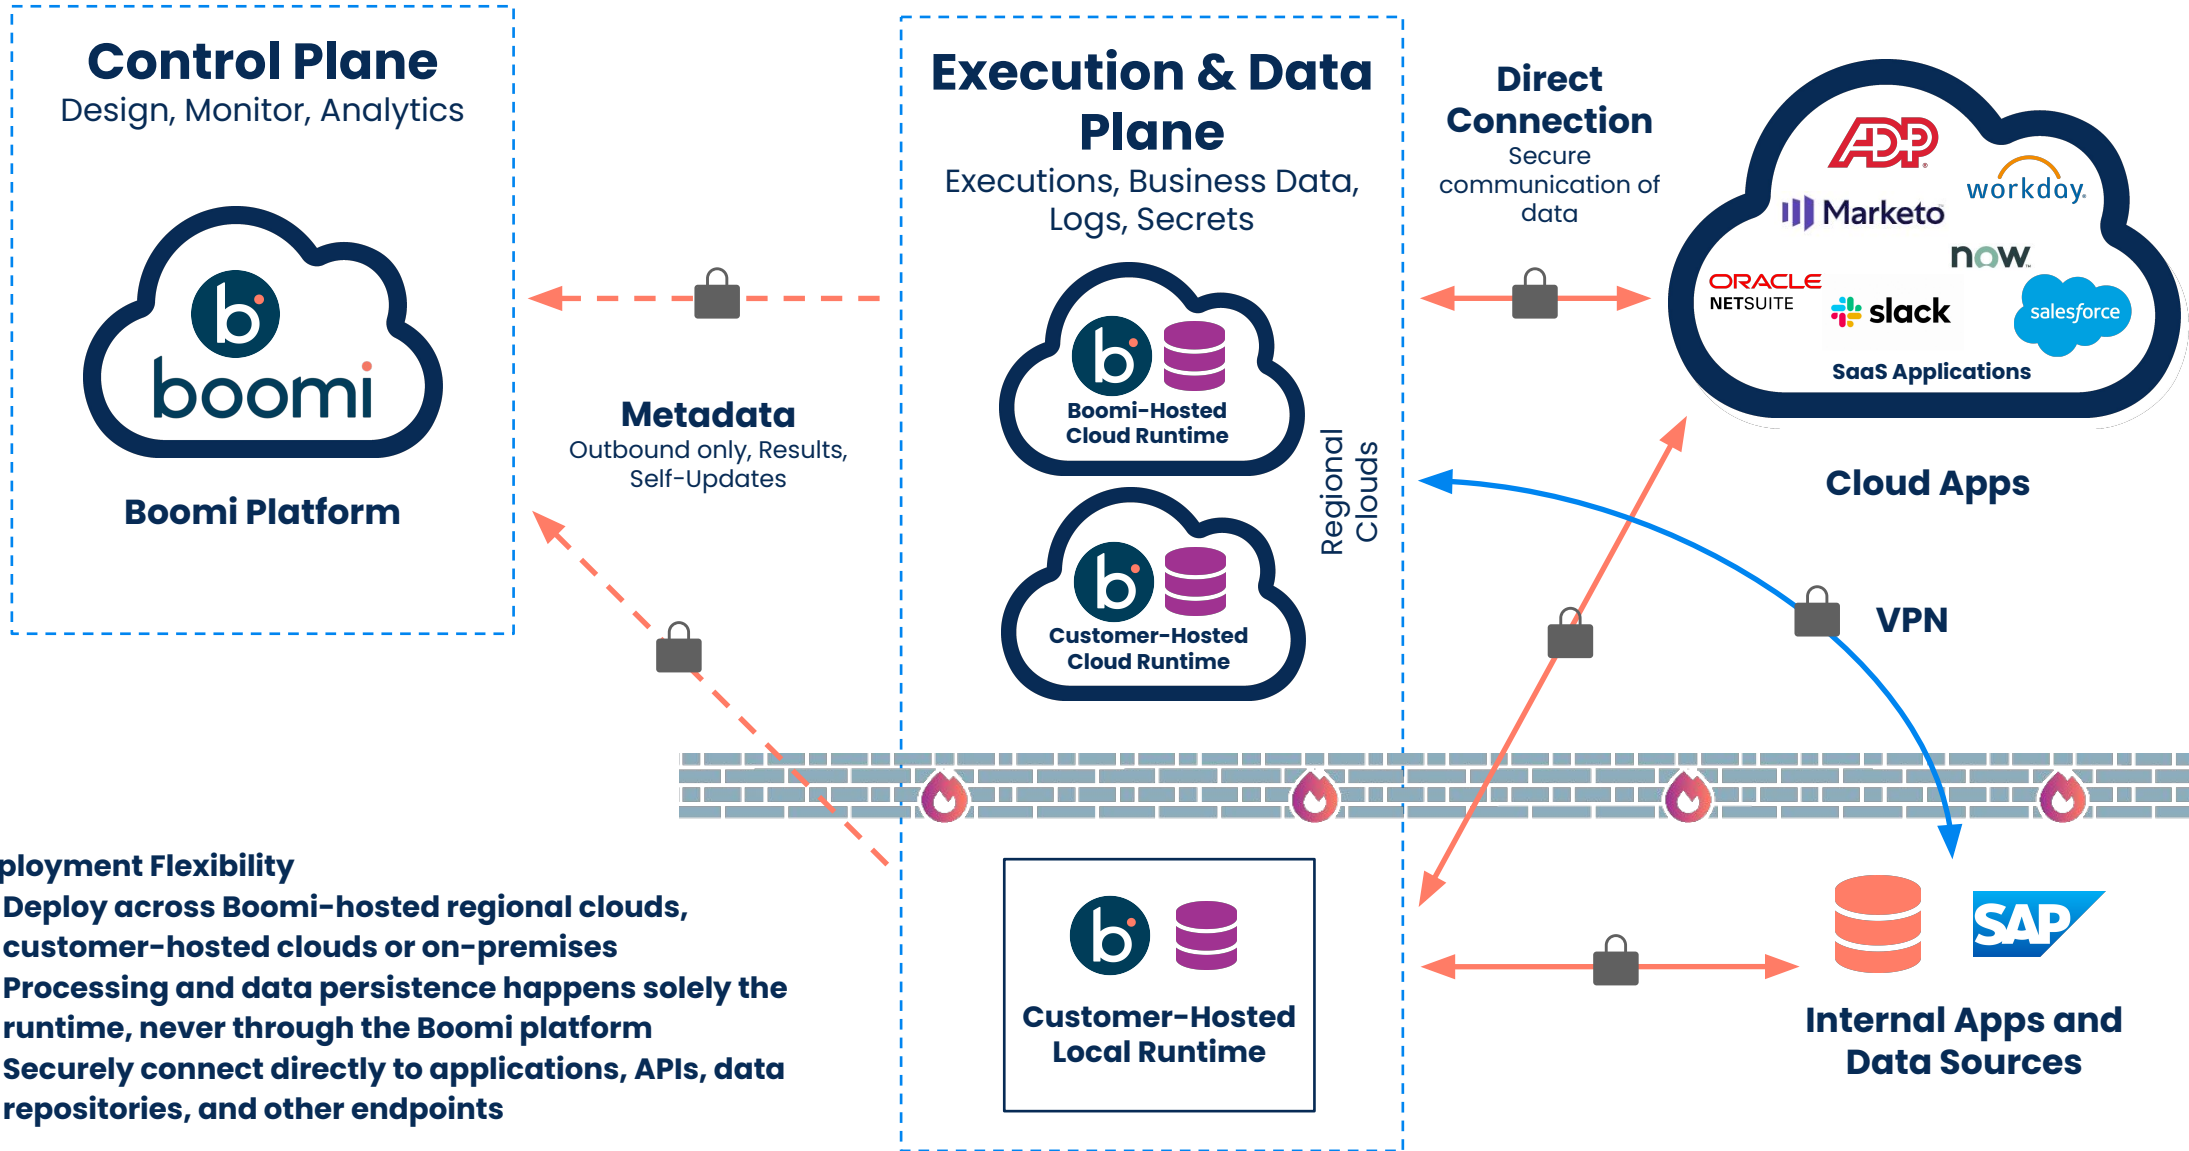 Control Plane
Design, Monitor, Analytics
b
boomi
Boomi Platform
Metadata
Outbound only, Results,
Self-Updates
Execution & Data
Plane
Executions, Business Data,
Logs, Secrets
b
Boomi-Hosted
Cloud Runtime
b
Customer-Hosted
Cloud Runtime
Regional
Clouds
Direct
Connection
Secure
communication of
data
ADP
workday.
Marketo
now
ORACLE
NETSUITE
slack
salesforce
SaaS Applications
Cloud Apps
VPN
ployment Flexibility
Deploy across Boomi-hosted regional clouds,
customer-hosted clouds or on-premises
Processing and data persistence happens solely the
runtime, never through the Boomi platform
Securely connect directly to applications, APIs, data
repositories, and other endpoints
b
Customer-Hosted
Local Runtime
SAP
Internal Apps and
Data Sources